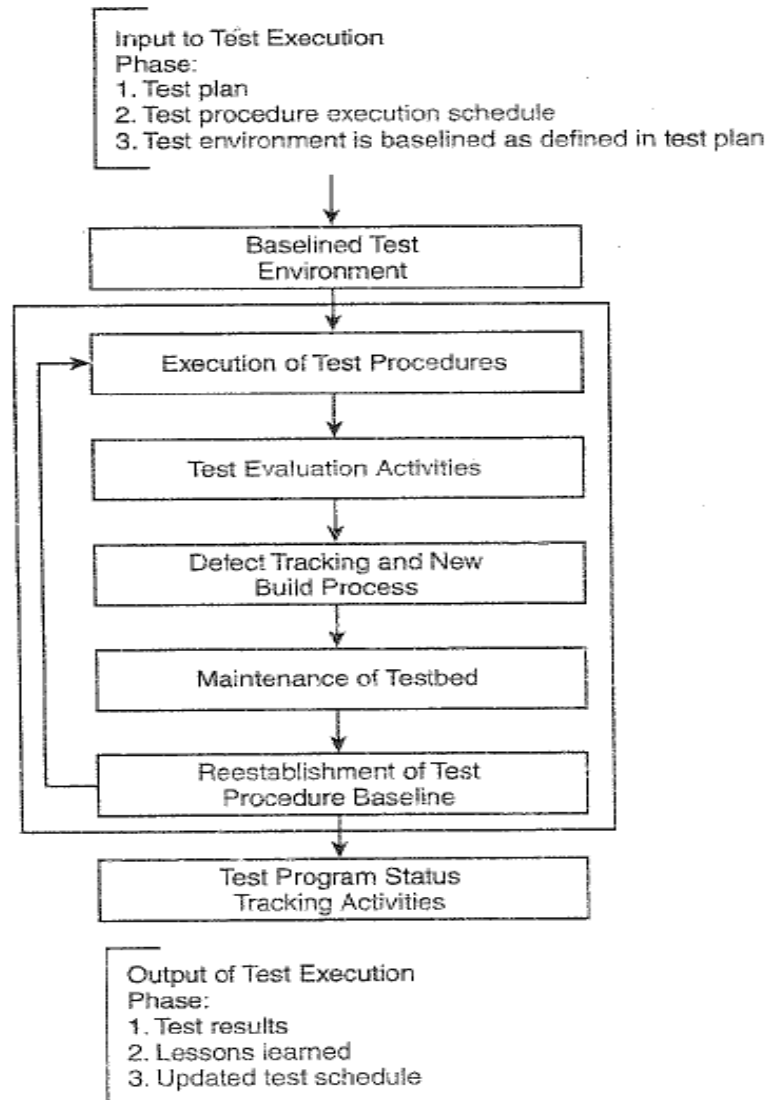 Input to Test Execution
Phase:
1. Test plan
2. Test procedure execution schedule
3. Test environment is baselined as defined in test plan
Baselined Test
Environment
Execution of Test Procedures
Test Evaluation Activities
Defect Tracking and New
Build Process
Maintenance of Testbed
Reestablishment of Test
Procedure Baseline
Test Program Status
Tracking Activities
Output of Test Execution
Phase:
1. Test results
2. Lessons learned
3. Updated test schedule